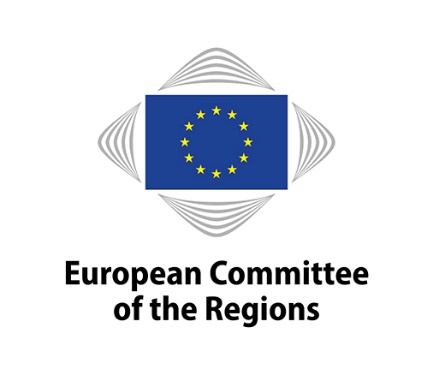 European Committee
of the Regions